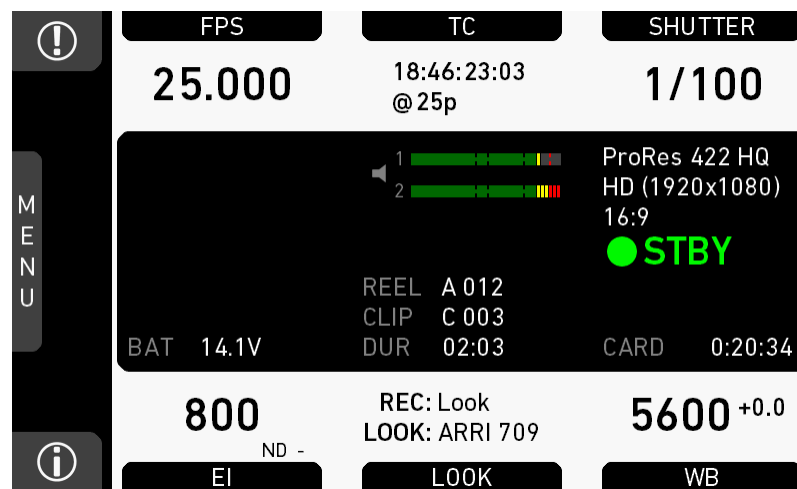 FPS
TC
SHUTTER
25.000
18:46:23:03
@25p
1/100
MENU
1
2
ProRes 422 HQ
HD (1920x1080)
16:9
STBY
REEL A 012
CLIP C 003
DUR 02:03
BAT 14.1V
CARD 0:20:34
800
ND -
REC: Look
LOOK: ARRI 709
5600 +0.0
EI
LOOK
WB